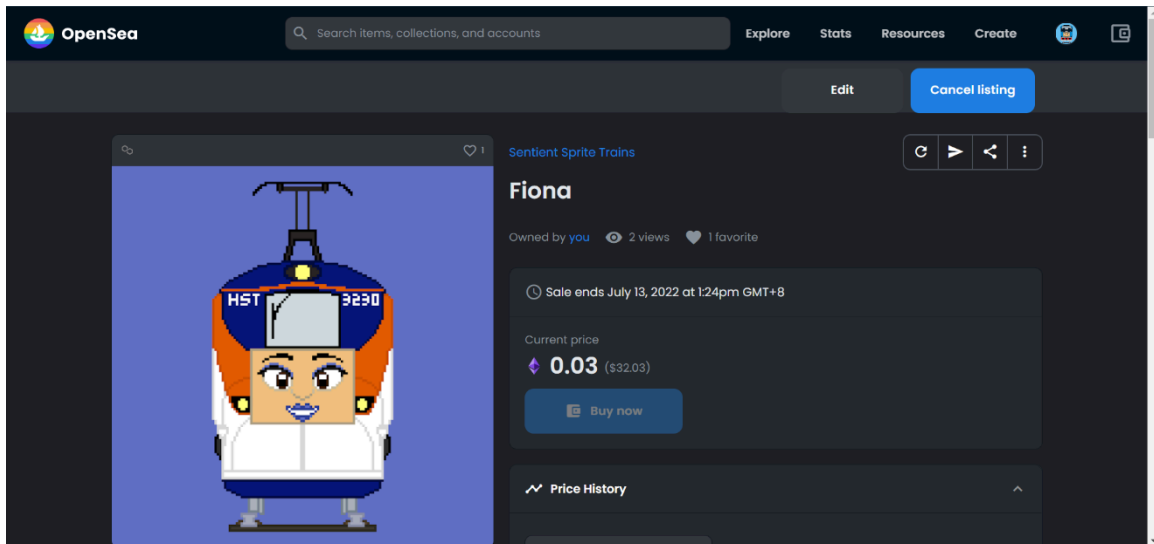 OpenSea
Search items, collections, and accounts
Explore Stats Resources Create
Edit Cancel listing
1
Sentient Sprite Trains
Fiona
Owned by you 2 views 1 favorite
HST 9230
Sale ends July 13, 2022 at 1:24pm GMT+8
Current price
0.03 ($32.03)
Buy now
Price History